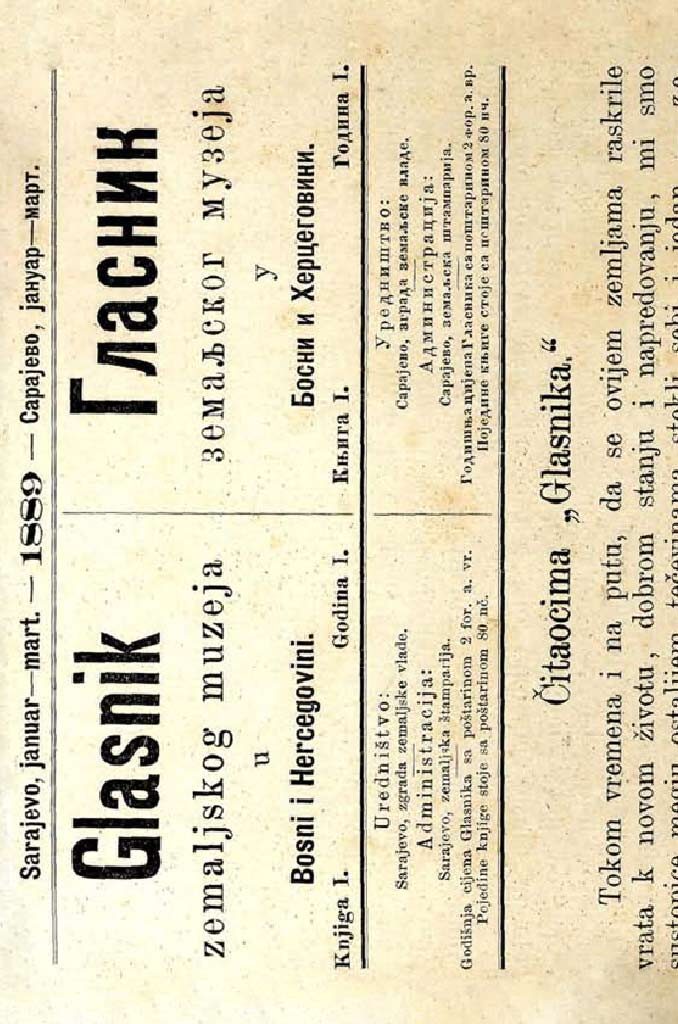 Sarajevo, januar—mart. — 1889 — Сарајево, јануар—март.
Glasnik
zemaljskog muzeja
u
Bosni i Hercegovini.
Knjiga I. Godina I.
Гласник
земаљског музеја
у
Босни и Херцеговини.
Књига I. Година I.
Uredništvo:
Sarajevo, zgrada zemaljske vlade.
Administracija:
Sarajevo, zemaljska štamparija.
Godišnja cijena Glasnika sa poštarinom 2 for. a. vr.
Pojedine knjige stoje sa poštarinom 80 nč.
Уредништво:
Сарајево, зграда земаљске владе.
Администрација:
Сарајево, земаљска штампарија.
Годишња цијена Гласника са поштарином 2 фор. а. вр.
Поједине књиге стоје са поштарином 80 нч.
Čitaocima „Glasnika.“
Tokom vremena i na putu, da se ovijem zemljama raskrile
vrata k novom životu, dobrom stanju i napredovanju, mi smo